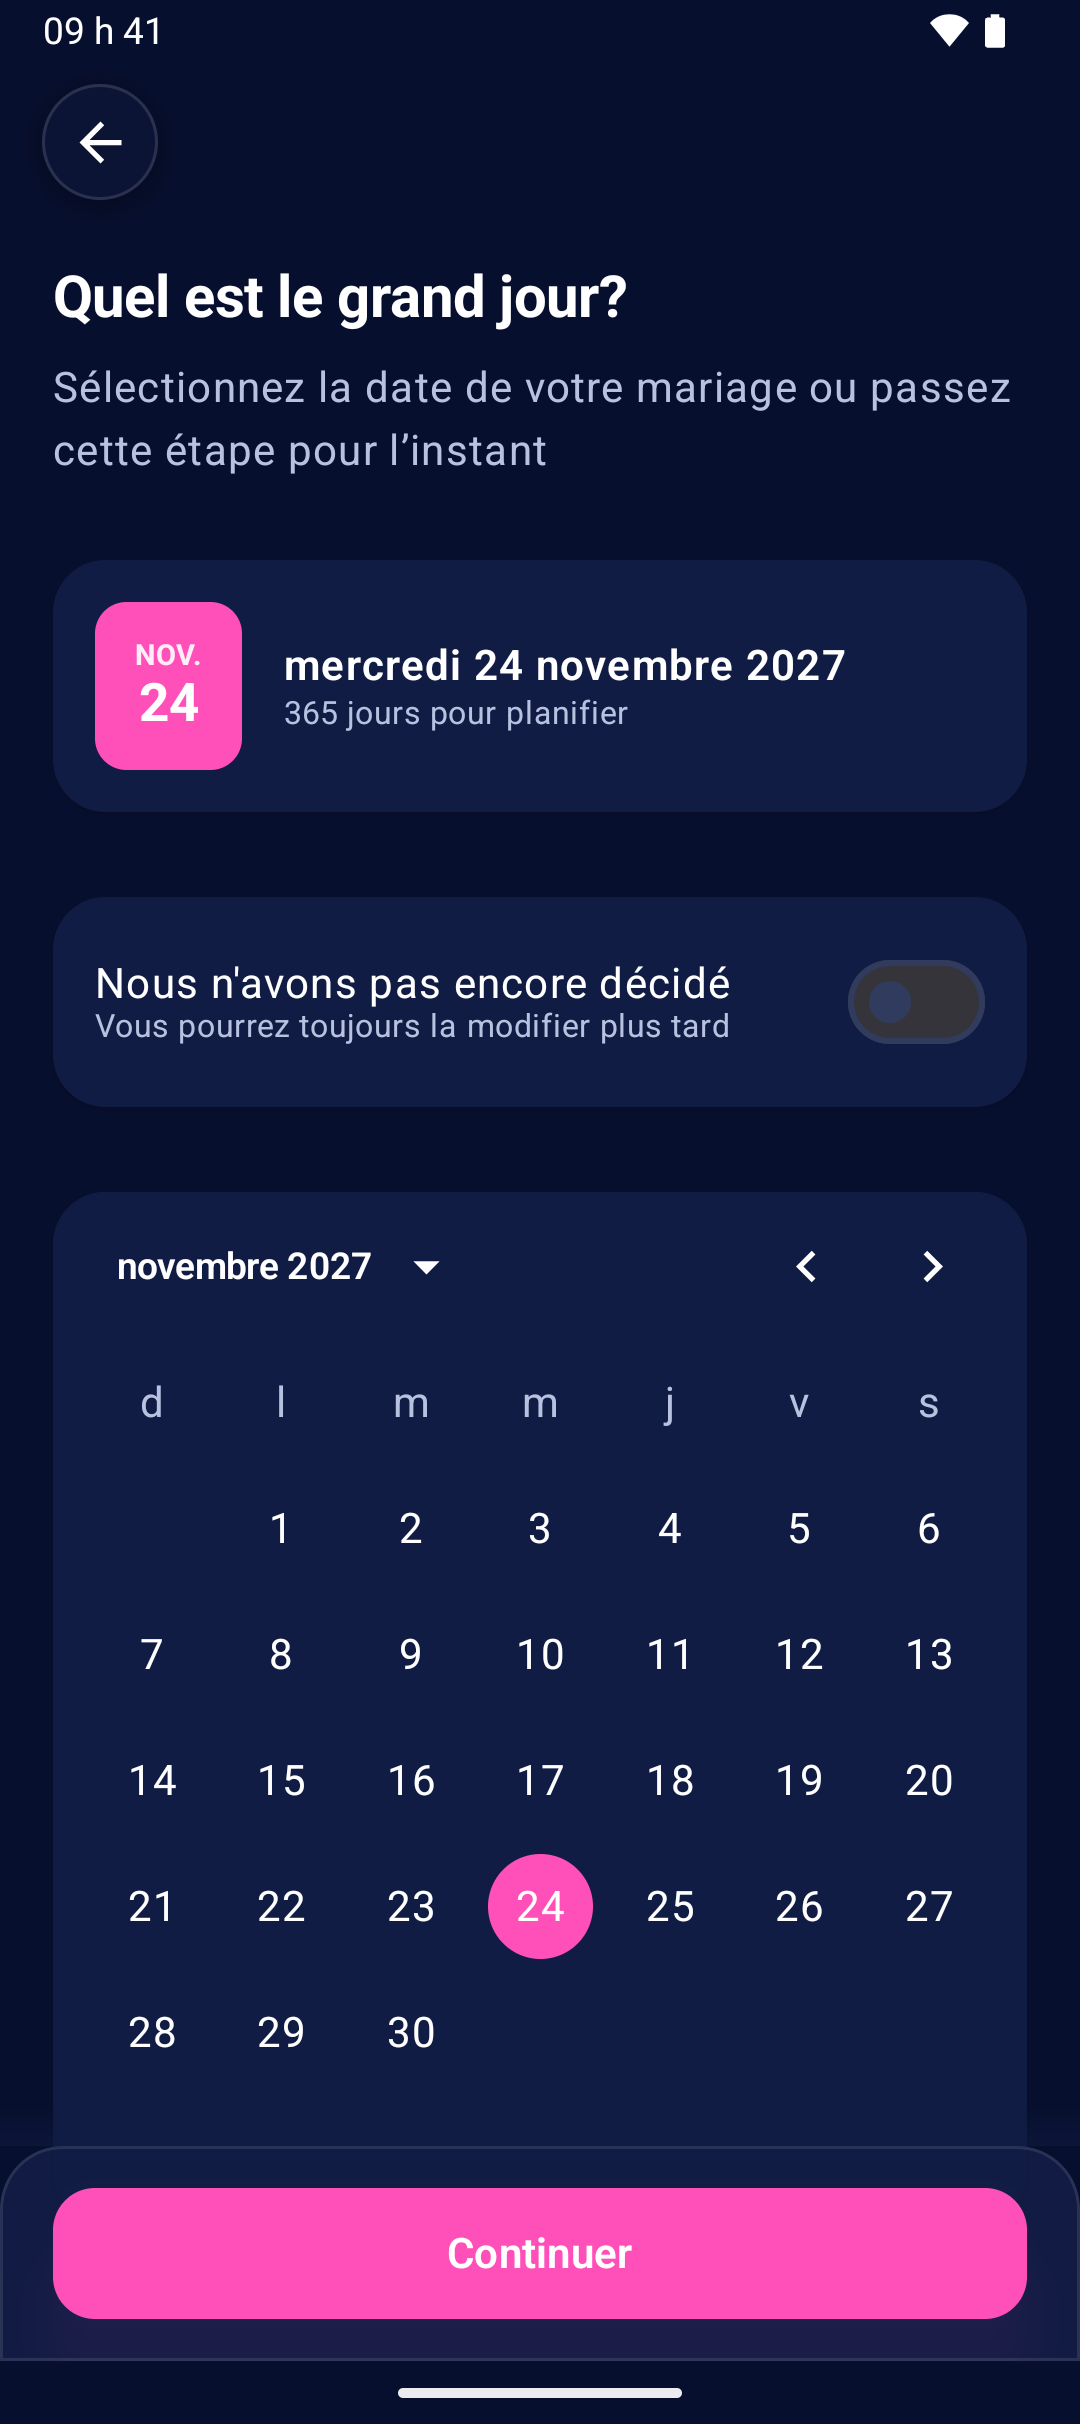 09 h 41
Quel est le grand jour?
Sélectionnez la date de votre mariage ou passez
cette étape pour l’instant
NOV.
24
mercredi 24 novembre 2027
365 jours pour planifier
Nous n'avons pas encore décidé
Vous pourrez toujours la modifier plus tard
novembre 2027
d l m m j v s
1 2 3 4 5 6
7 8 9 10 11 12 13
14 15 16 17 18 19 20
21 22 23 24 25 26 27
28 29 30
Continuer